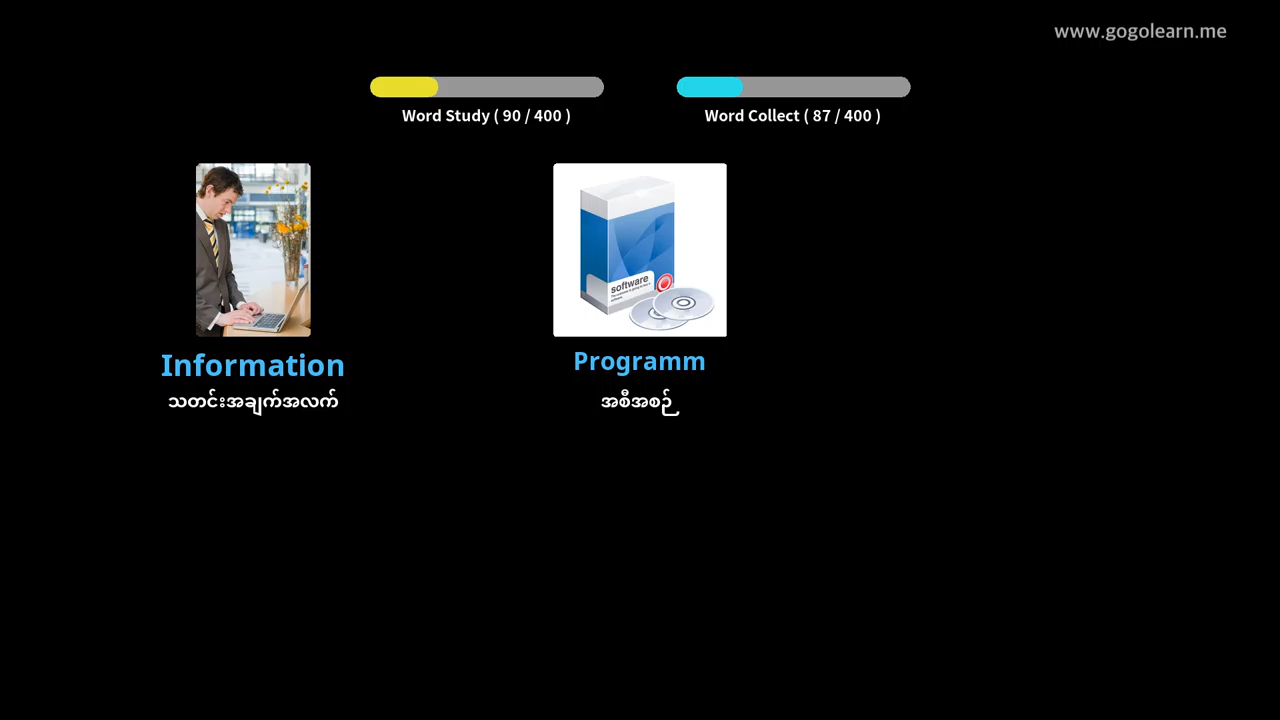 www.gogolearn.me
Word Study ( 90 / 400 )
Word Collect ( 87 / 400 )
software
Information
Programm
သတင်းအချက်အလက်
အစီအစဉ်